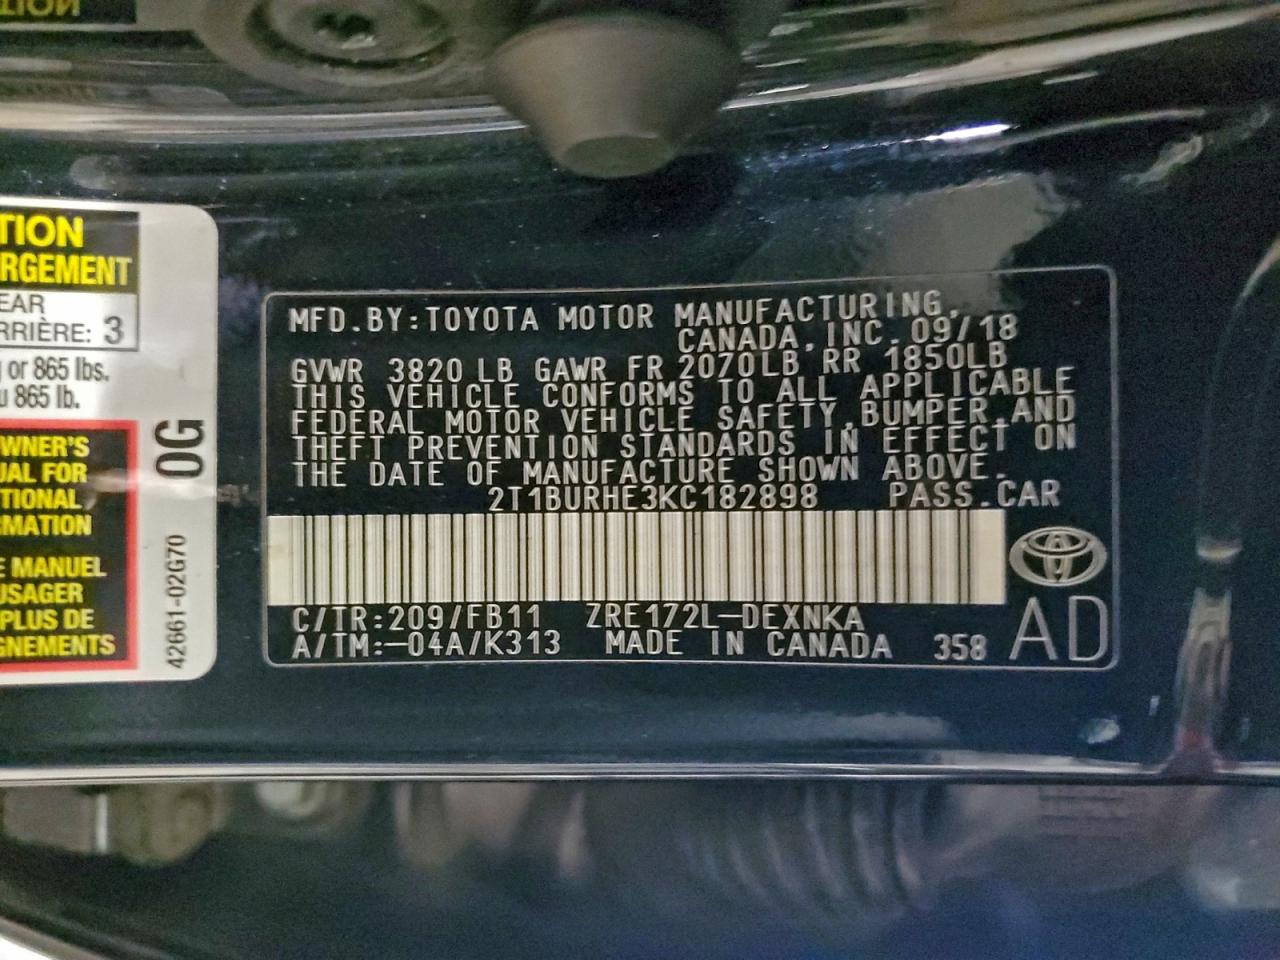 TION
RGEMENT
EAR
RRIÈRE: 3
or 865 lbs.
u 865 lb.
OWNER'S
UAL FOR
TIONAL
RMATION
E MANUEL
USAGER
PLUS DE
GNEMENTS
0G
42661-02G70
MFD.BY:TOYOTA MOTOR MANUFACTURING,
CANADA, INC. 09/18
GVWR 3820 LB GAWR FR 2070LB RR 1850LB
THIS VEHICLE CONFORMS TO ALL APPLICABLE
FEDERAL MOTOR VEHICLE SAFETY,BUMPER,AND
THEFT PREVENTION STANDARDS IN EFFECT ON
THE DATE OF MANUFACTURE SHOWN ABOVE.
2T1BURHE3KC182898 PASS.CAR
C/TR:209/FB11 ZRE172L-DEXNKA
A/TM:-04A/K313 MADE IN CANADA 358
AD